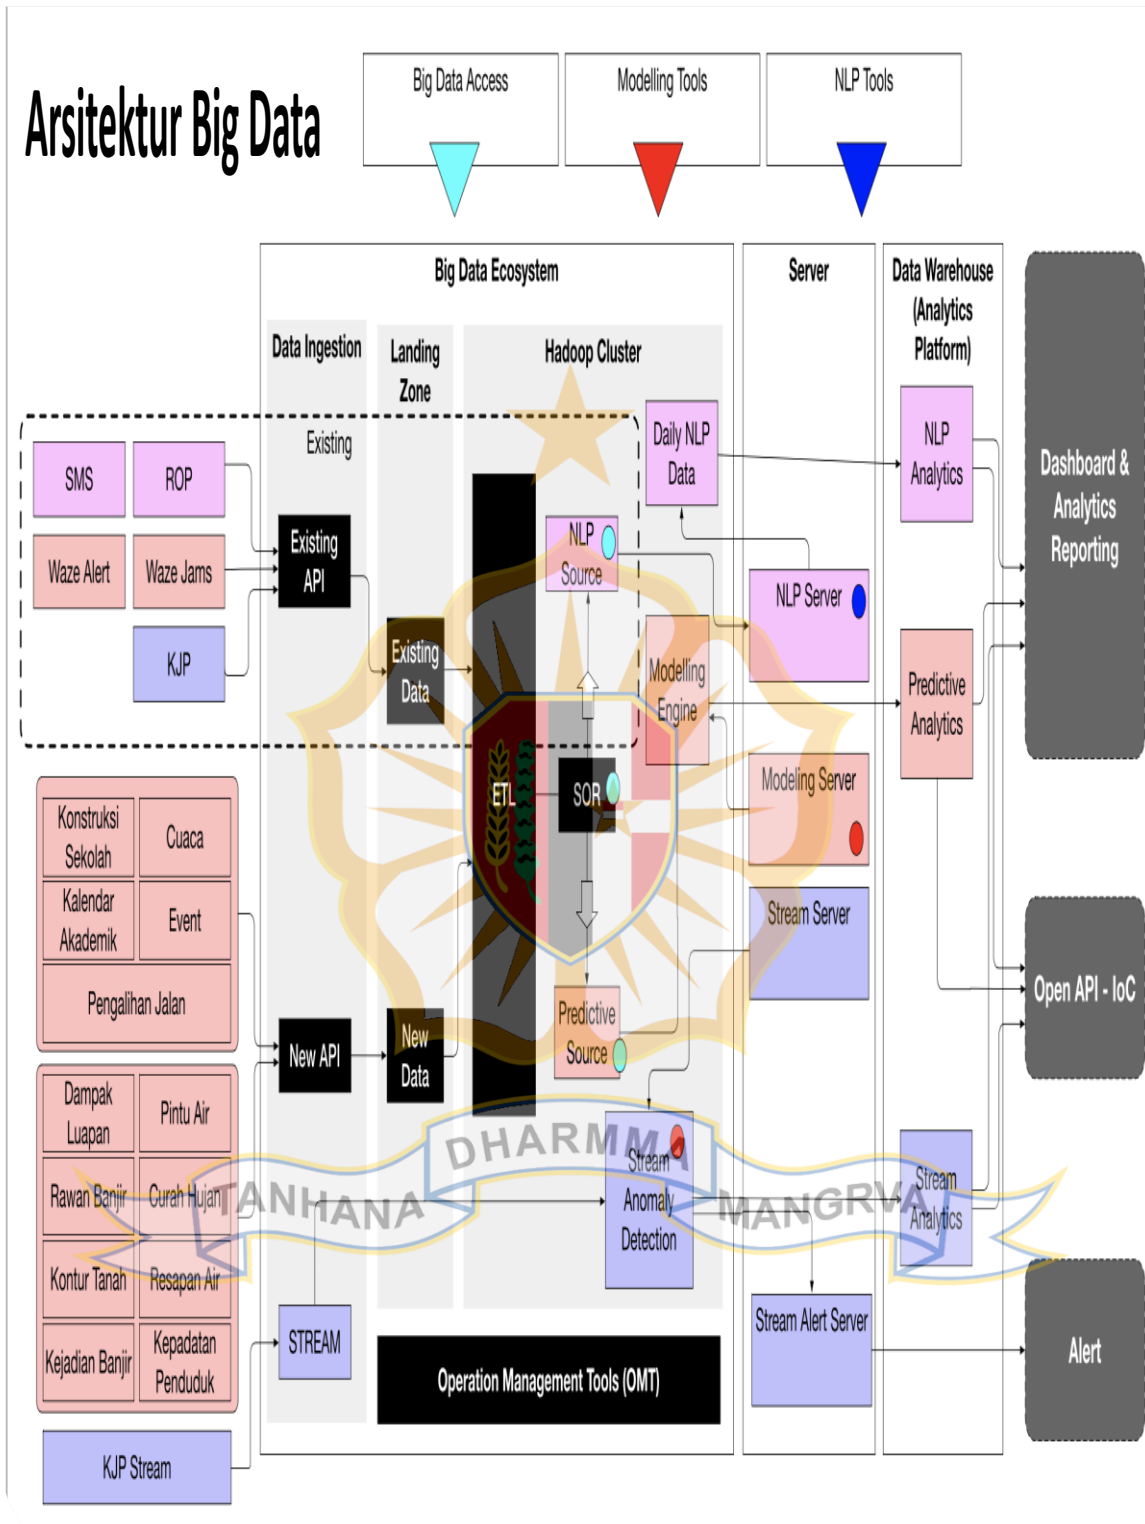 Arsitektur Big Data
Big Data Access
Modelling Tools
NLP Tools
Big Data Ecosystem
Server
Data Warehouse
(Analytics
Platform)
Data Ingestion
Landing
Zone
Hadoop Cluster
Existing
SMS
ROP
Waze Alert
Waze Jams
KJP
Existing
API
Existing
Data
ETL
NLP
Source
SOR
Daily NLP
Data
Modelling
Engine
NLP Server
Modeling Server
Stream Server
NLP
Analytics
Predictive
Analytics
Dashboard &
Analytics
Reporting
Konstruksi
Sekolah
Cuaca
Kalendar
Akademik
Event
Pengalihan Jalan
New API
New
Data
Predictive
Source
Open API - IoC
Dampak
Luapan
Pintu Air
Rawan Banjir
Curah Hujan
Kontur Tanah
Resapan Air
Kejadian Banjir
Kepadatan
Penduduk
STREAM
Stream
Anomaly
Detection
Stream
Analytics
Stream Alert Server
Alert
Operation Management Tools (OMT)
KJP Stream
TANHANA DHARMMA MANGRVA